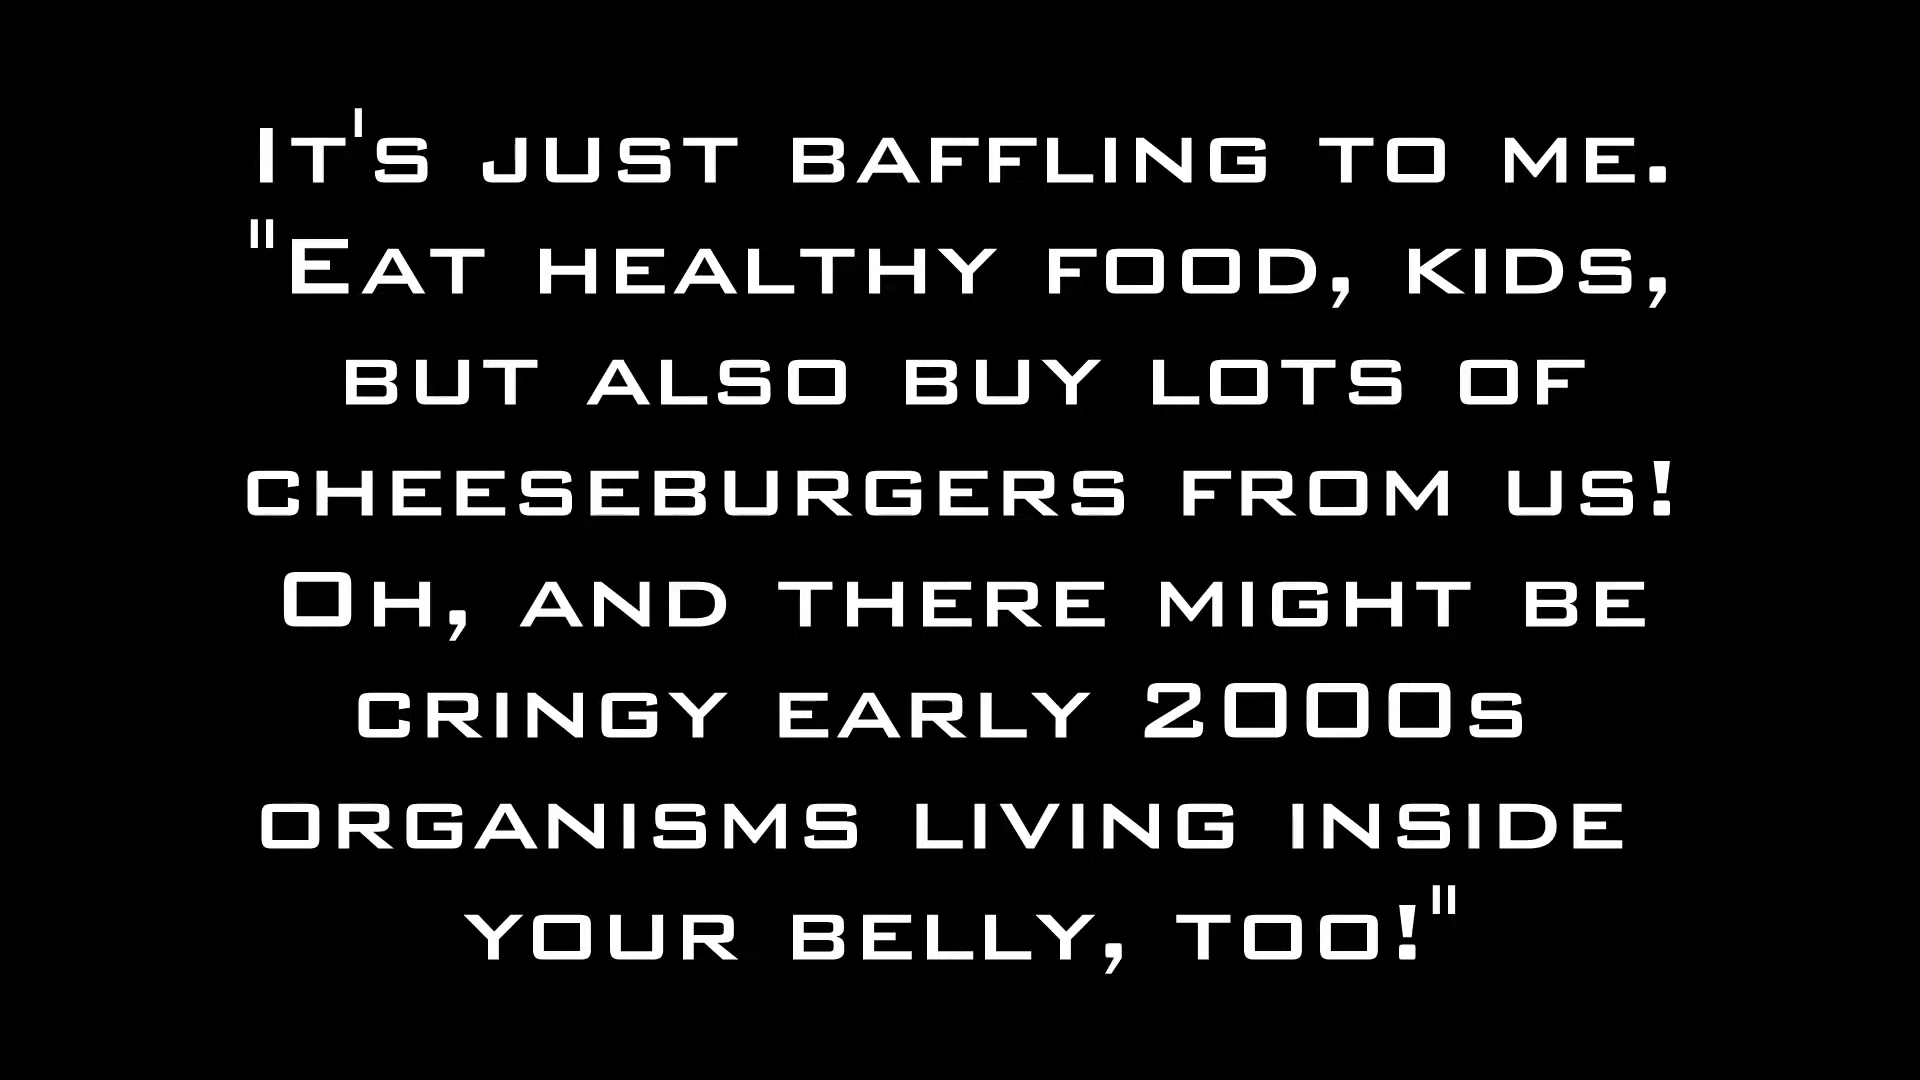 It's just baffling to me.
"Eat healthy food, kids,
but also buy lots of
cheeseburgers from us!
Oh, and there might be
cringy early 2000s
organisms living inside
your belly, too!"